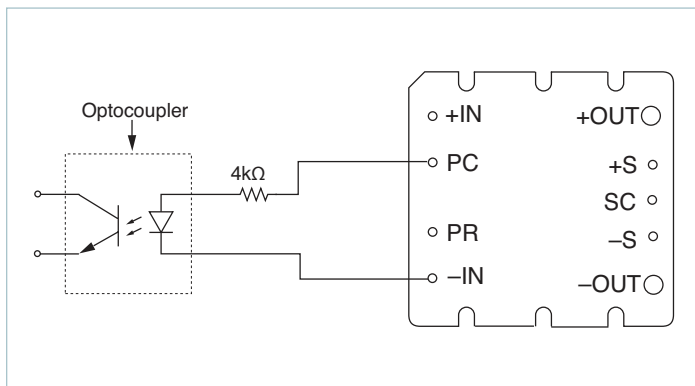 Optocoupler
4kΩ
+IN
PC
PR
–IN
+OUT
+S
SC
–S
–OUT